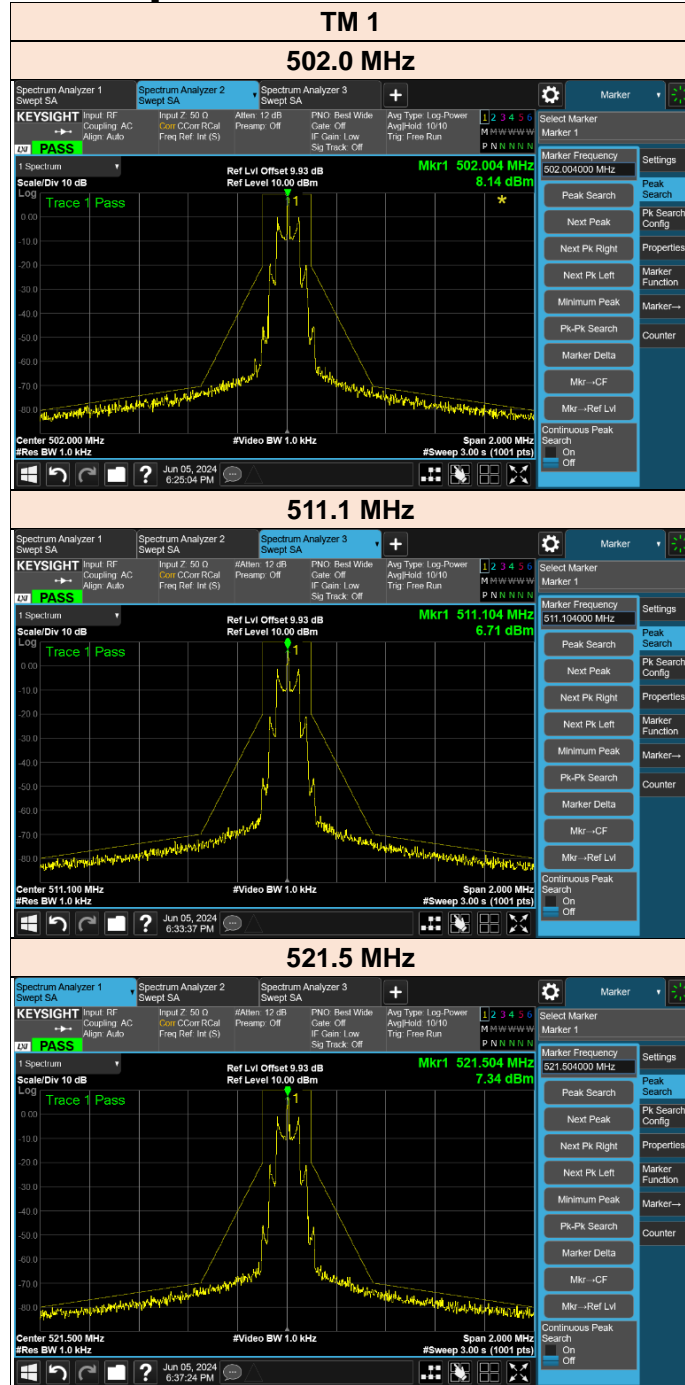 TM 1
502.0 MHz
Spectrum Analyzer 1
Swept SA
Spectrum Analyzer 2
Swept SA
Spectrum Analyzer 3
Swept SA
+
Marker
KEYSIGHT
Input: RF
Coupling: AC
Align: Auto
Input Z: 50 Ω
Corr CCorr RCal
Freq Ref: Int (S)
Atten: 12 dB
Preamp: Off
PNO: Best Wide
Gate: Off
IF Gain: Low
Sig Track: Off
Avg Type: Log-Power
Avg|Hold: 10/10
Trig: Free Run
1 2 3 4 5 6
M W W W W W
P N N N N N
LXI PASS
Select Marker
Marker 1
Marker Frequency
502.004000 MHz
Settings
1 Spectrum
Scale/Div 10 dB
Ref Lvl Offset 9.93 dB
Ref Level 10.00 dBm
Mkr1 502.004 MHz
8.14 dBm
Log
Trace 1 Pass
1
*
0.00
-10.0
-20.0
-30.0
-40.0
-50.0
-60.0
-70.0
-80.0
Peak Search
Next Peak
Next Pk Right
Next Pk Left
Minimum Peak
Pk-Pk Search
Marker Delta
Mkr→CF
Mkr→Ref Lvl
Continuous Peak
Search
On
Off
Peak
Search
Pk Search
Config
Properties
Marker
Function
Marker→
Counter
Center 502.000 MHz
#Res BW 1.0 kHz
#Video BW 1.0 kHz
Span 2.000 MHz
#Sweep 3.00 s (1001 pts)
?
Jun 05, 2024
6:25:04 PM
511.1 MHz
Spectrum Analyzer 1
Swept SA
Spectrum Analyzer 2
Swept SA
Spectrum Analyzer 3
Swept SA
+
Marker
KEYSIGHT
Input: RF
Coupling: AC
Align: Auto
Input Z: 50 Ω
Corr CCorr RCal
Freq Ref: Int (S)
#Atten: 12 dB
Preamp: Off
PNO: Best Wide
Gate: Off
IF Gain: Low
Sig Track: Off
Avg Type: Log-Power
Avg|Hold: 10/10
Trig: Free Run
1 2 3 4 5 6
M W W W W W
P N N N N N
LXI PASS
Select Marker
Marker 1
Marker Frequency
511.104000 MHz
Settings
1 Spectrum
Scale/Div 10 dB
Ref Lvl Offset 9.93 dB
Ref Level 10.00 dBm
Mkr1 511.104 MHz
6.71 dBm
Log
Trace 1 Pass
1
0.00
-10.0
-20.0
-30.0
-40.0
-50.0
-60.0
-70.0
-80.0
Peak Search
Next Peak
Next Pk Right
Next Pk Left
Minimum Peak
Pk-Pk Search
Marker Delta
Mkr→CF
Mkr→Ref Lvl
Continuous Peak
Search
On
Off
Peak
Search
Pk Search
Config
Properties
Marker
Function
Marker→
Counter
Center 511.100 MHz
#Res BW 1.0 kHz
#Video BW 1.0 kHz
Span 2.000 MHz
#Sweep 3.00 s (1001 pts)
?
Jun 05, 2024
6:33:37 PM
521.5 MHz
Spectrum Analyzer 1
Swept SA
Spectrum Analyzer 2
Swept SA
Spectrum Analyzer 3
Swept SA
+
Marker
KEYSIGHT
Input: RF
Coupling: AC
Align: Auto
Input Z: 50 Ω
Corr CCorr RCal
Freq Ref: Int (S)
#Atten: 12 dB
Preamp: Off
PNO: Best Wide
Gate: Off
IF Gain: Low
Sig Track: Off
Avg Type: Log-Power
Avg|Hold: 10/10
Trig: Free Run
1 2 3 4 5 6
M W W W W W
P N N N N N
LXI PASS
Select Marker
Marker 1
Marker Frequency
521.504000 MHz
Settings
1 Spectrum
Scale/Div 10 dB
Ref Lvl Offset 9.93 dB
Ref Level 10.00 dBm
Mkr1 521.504 MHz
7.34 dBm
Log
Trace 1 Pass
1
0.00
-10.0
-20.0
-30.0
-40.0
-50.0
-60.0
-70.0
-80.0
Peak Search
Next Peak
Next Pk Right
Next Pk Left
Minimum Peak
Pk-Pk Search
Marker Delta
Mkr→CF
Mkr→Ref Lvl
Continuous Peak
Search
On
Off
Peak
Search
Pk Search
Config
Properties
Marker
Function
Marker→
Counter
Center 521.500 MHz
#Res BW 1.0 kHz
#Video BW 1.0 kHz
Span 2.000 MHz
#Sweep 3.00 s (1001 pts)
?
Jun 05, 2024
6:37:24 PM